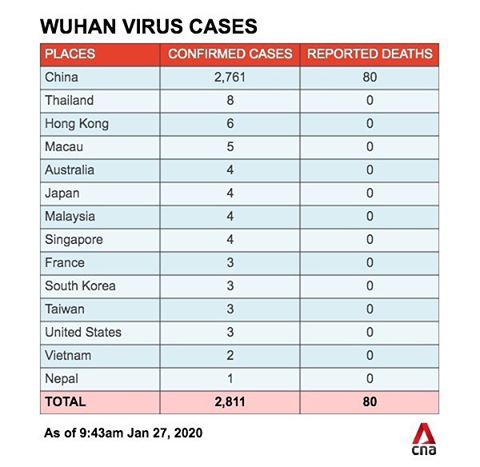 WUHAN VIRUS CASES
PLACES CONFIRMED CASES REPORTED DEATHS
China 2,761 80
Thailand 8 0
Hong Kong 6 0
Macau 5 0
Australia 4 0
Japan 4 0
Malaysia 4 0
Singapore 4 0
France 3 0
South Korea 3 0
Taiwan 3 0
United States 3 0
Vietnam 2 0
Nepal 1 0
TOTAL 2,811 80
As of 9:43am Jan 27, 2020
cna